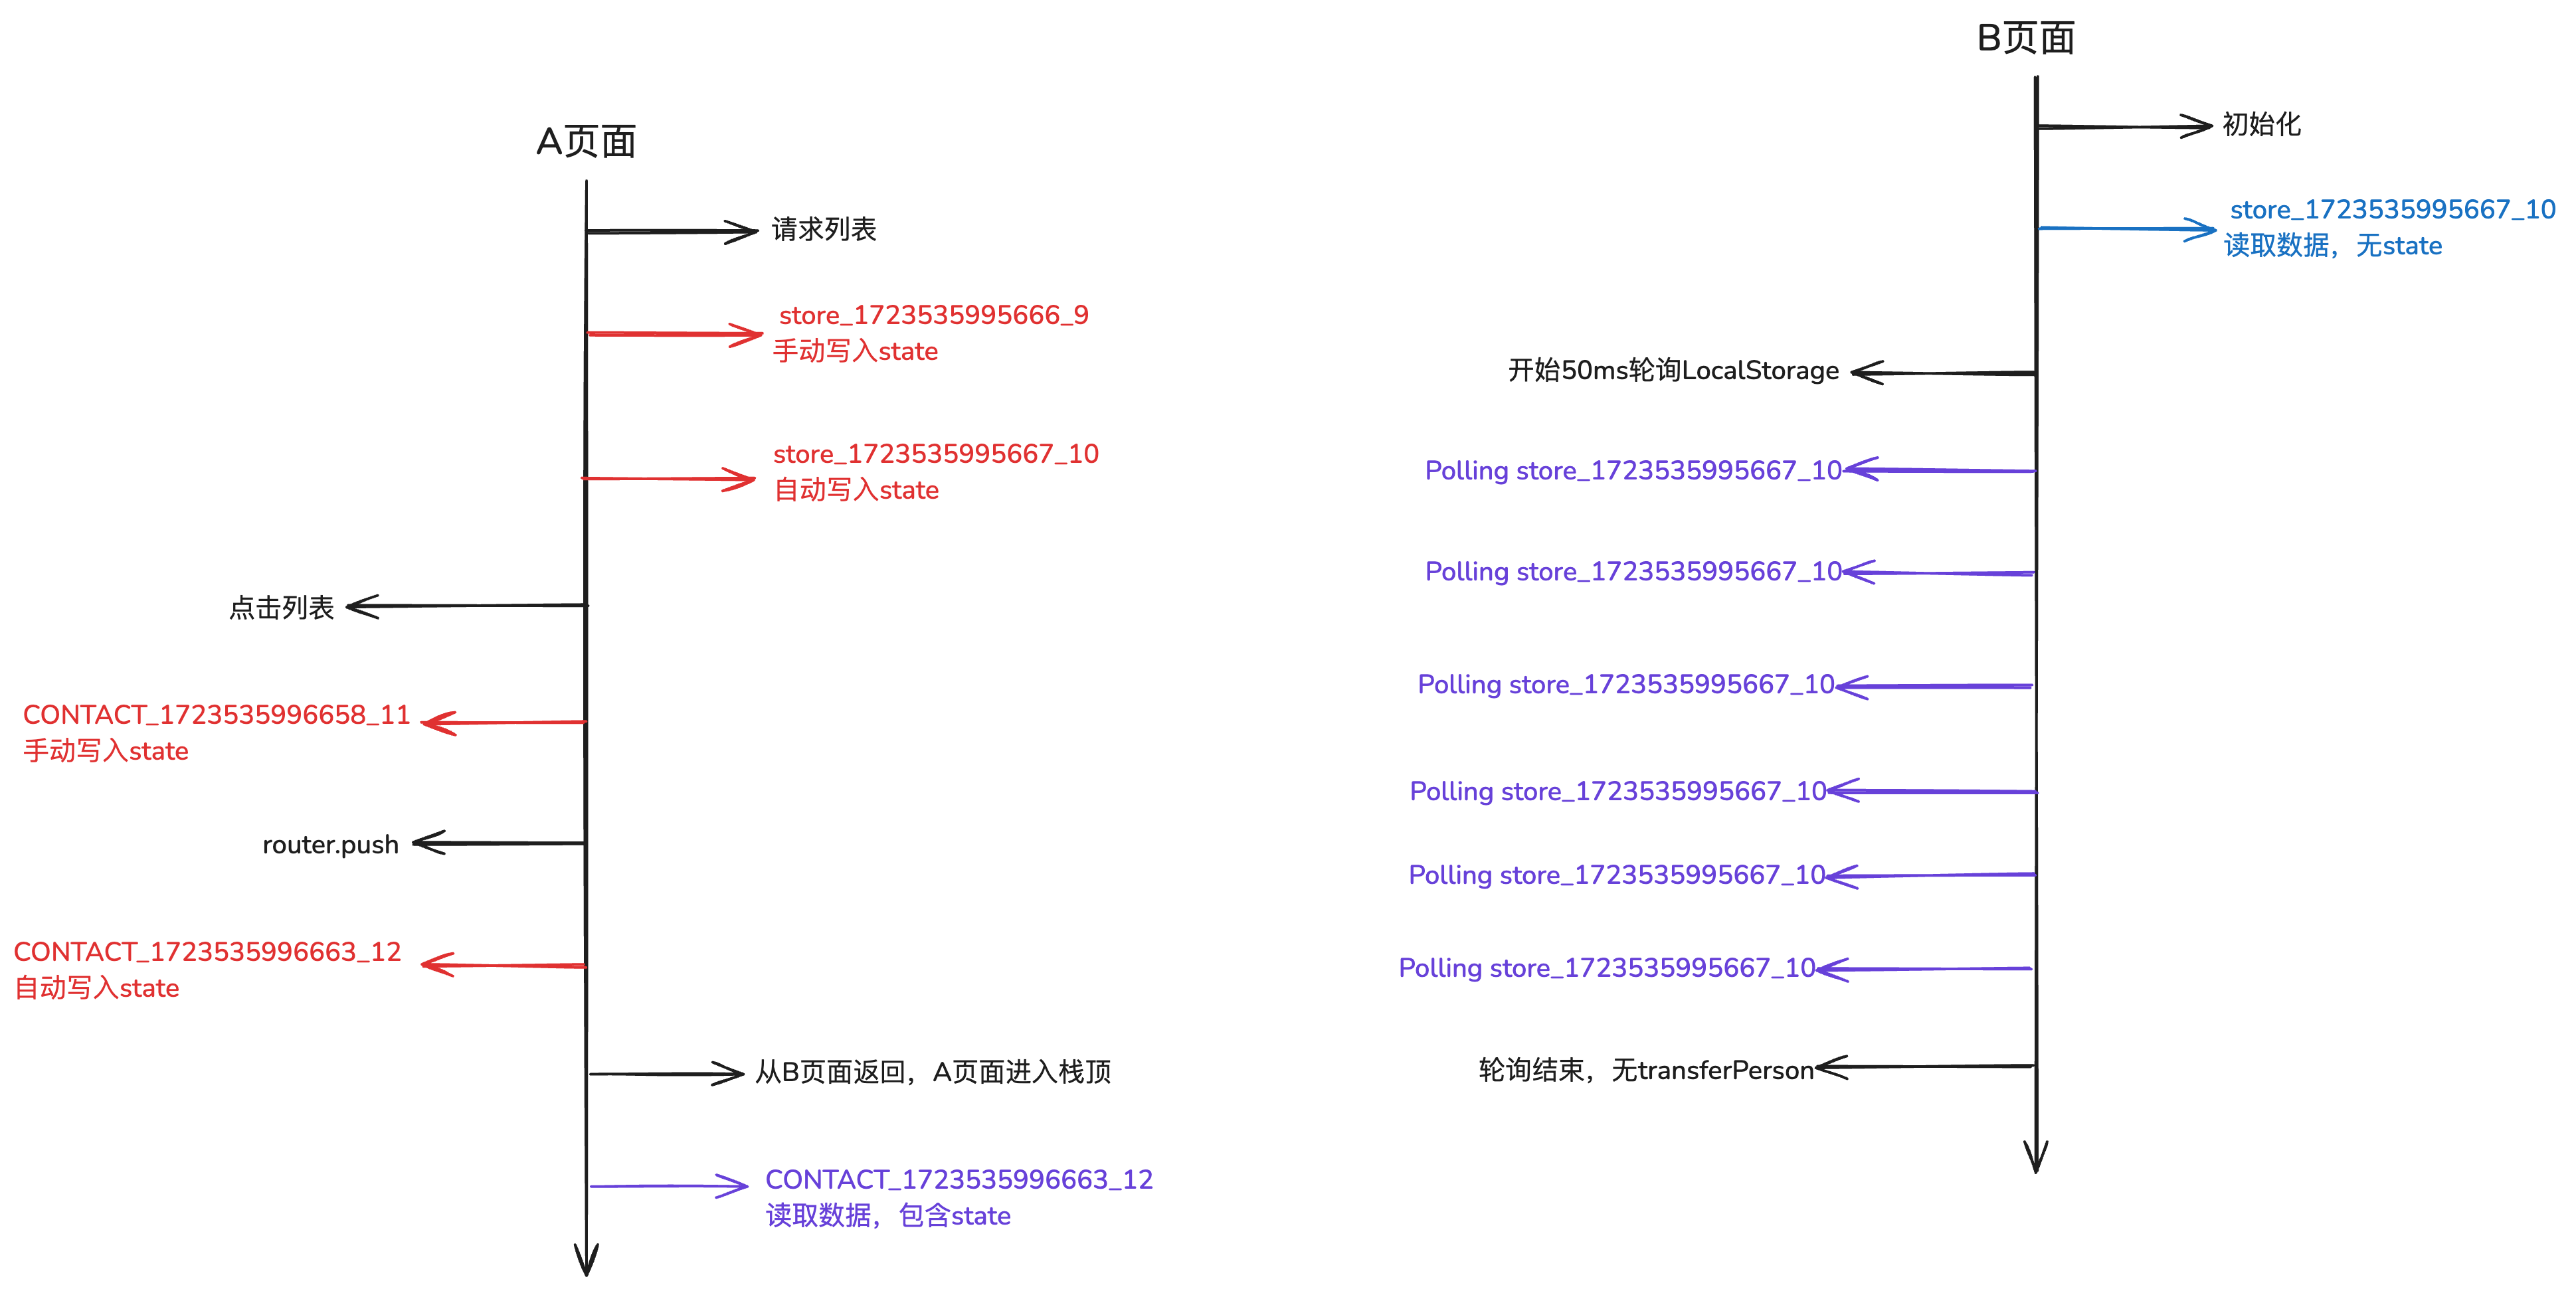 A页面
请求列表
store_1723535995666_9
手动写入state
store_1723535995667_10
自动写入state
点击列表
CONTACT_1723535996658_11
手动写入state
router.push
CONTACT_1723535996663_12
自动写入state
从B页面返回，A页面进入栈顶
CONTACT_1723535996663_12
读取数据，包含state
B页面
初始化
store_1723535995667_10
读取数据，无state
开始50ms轮询LocalStorage
Polling store_1723535995667_10
Polling store_1723535995667_10
Polling store_1723535995667_10
Polling store_1723535995667_10
Polling store_1723535995667_10
Polling store_1723535995667_10
轮询结束，无transferPerson